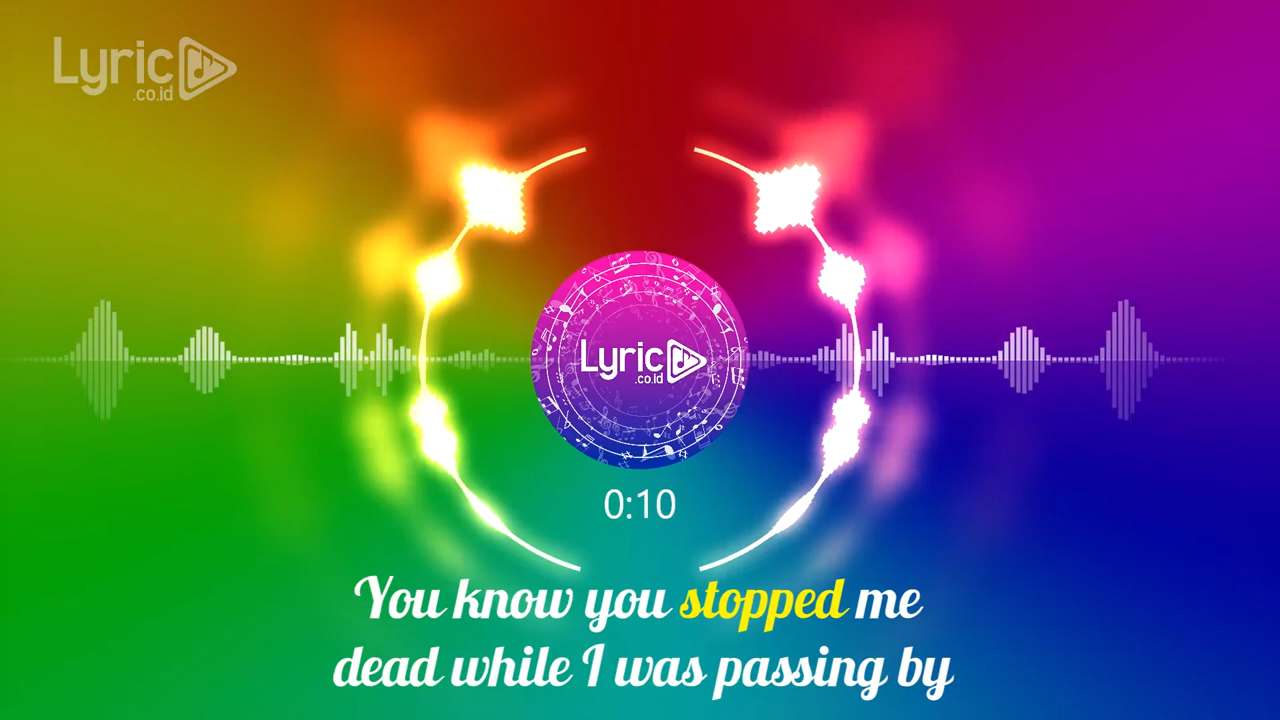 Lyric
.co.id
Lyric
.co.id
0:10
You know you stopped me
dead while I was passing by